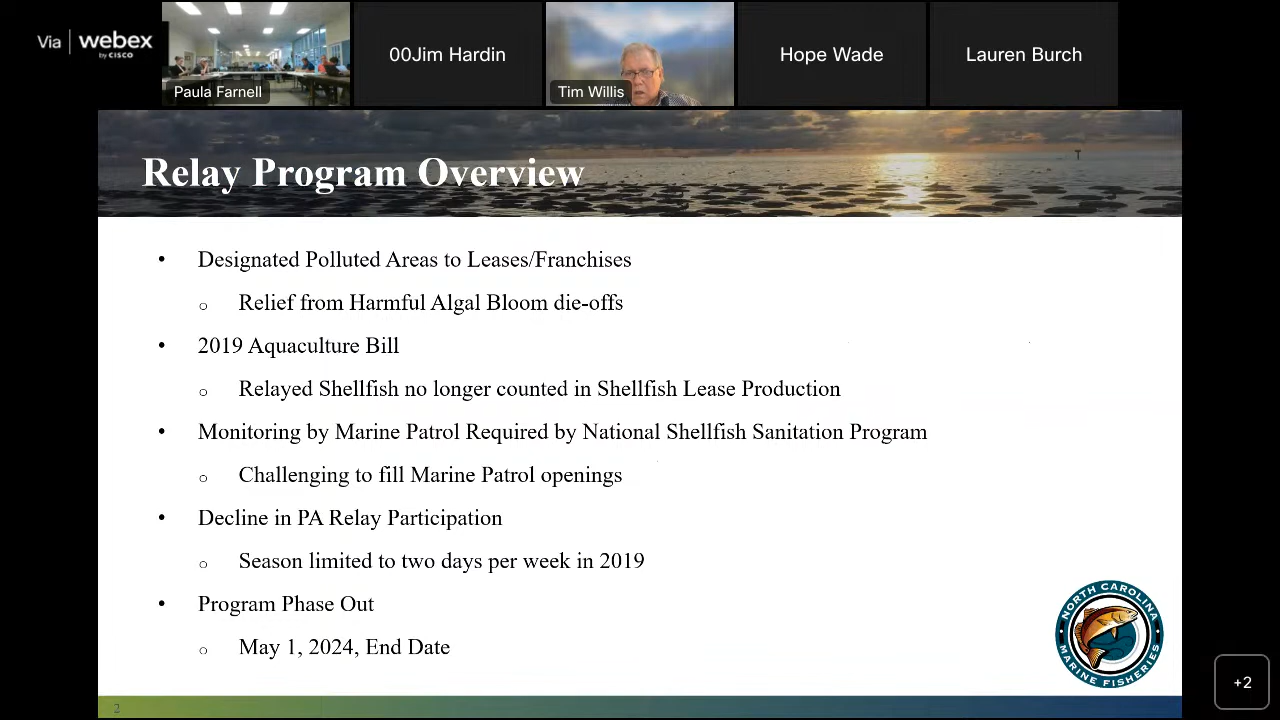 Via webex
by CISCO
Paula Farnell
00Jim Hardin
Tim Willis
Hope Wade
Lauren Burch
Relay Program Overview
• Designated Polluted Areas to Leases/Franchises
o Relief from Harmful Algal Bloom die-offs
• 2019 Aquaculture Bill
o Relayed Shellfish no longer counted in Shellfish Lease Production
• Monitoring by Marine Patrol Required by National Shellfish Sanitation Program
o Challenging to fill Marine Patrol openings
• Decline in PA Relay Participation
o Season limited to two days per week in 2019
• Program Phase Out
o May 1, 2024, End Date
NORTH CAROLINA
MARINE FISHERIES
+2
2